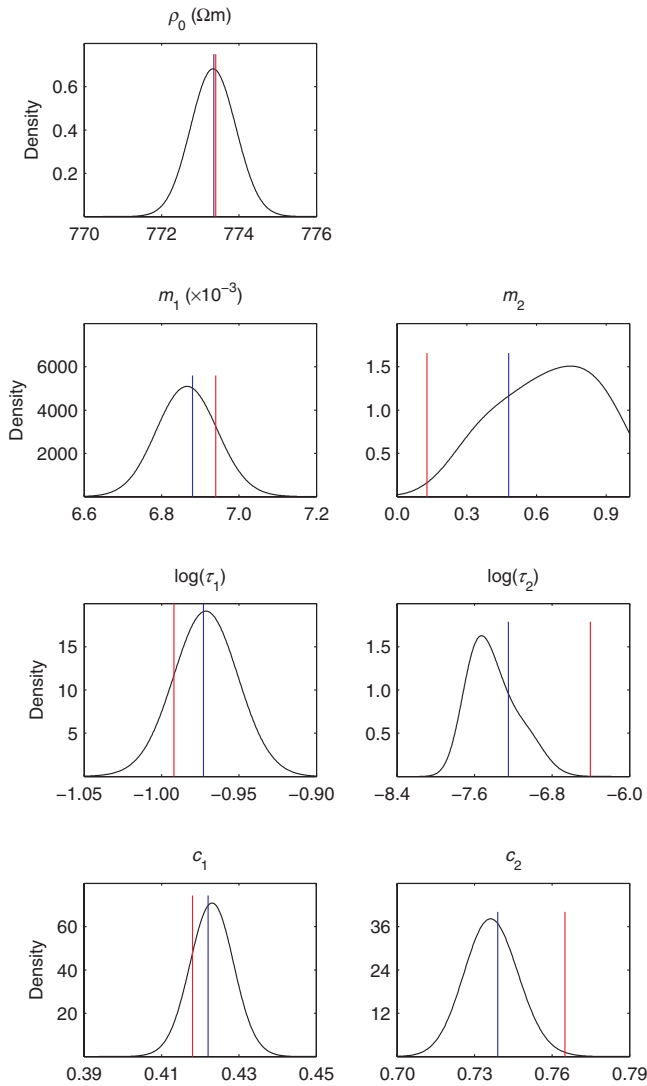 ρ₀ (Ωm)
Density
0.6
0.4
0.2
770 772 774 776
m₁ (×10⁻³) m₂
Density
6000
4000
2000
1.5
1.0
0.5
6.6 6.8 7.0 7.2 0.0 0.3 0.6 0.9
log(τ₁) log(τ₂)
Density
15
10
5
1.5
1.0
0.5
−1.05 −1.00 −0.95 −0.90 −8.4 −7.6 −6.8 −6.0
c₁ c₂
Density
60
40
20
36
24
12
0.39 0.41 0.43 0.45 0.70 0.73 0.76 0.79